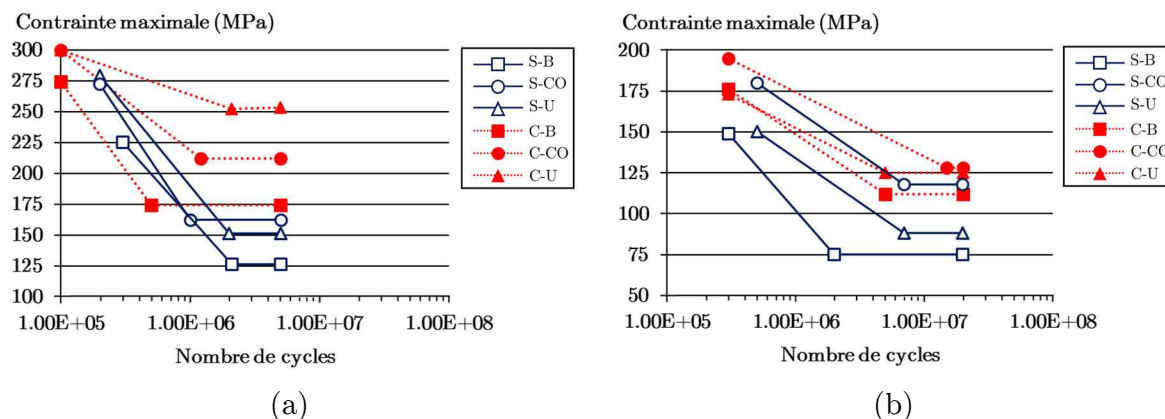 Contrainte maximale (MPa)
300
275
250
225
200
175
150
125
100
1.00E+05 1.00E+06 1.00E+07 1.00E+08
Nombre de cycles
S-B
S-CO
S-U
C-B
C-CO
C-U
(a)
Contrainte maximale (MPa)
200
175
150
125
100
75
50
1.00E+05 1.00E+06 1.00E+07 1.00E+08
Nombre de cycles
S-B
S-CO
S-U
C-B
C-CO
C-U
(b)